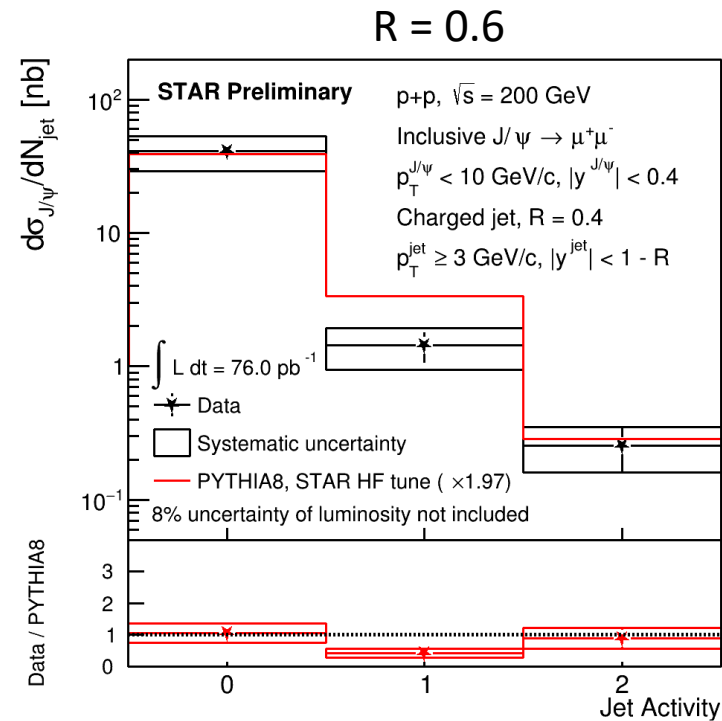 R = 0.6
STAR Preliminary
p+p, √s = 200 GeV
Inclusive J/ψ → μ⁺μ⁻
p_T^{J/ψ} < 10 GeV/c, |y^{J/ψ}| < 0.4
Charged jet, R = 0.4
p_T^{jet} ≥ 3 GeV/c, |y^{jet}| < 1 - R
dσ_{J/ψ}/dN_{jet} [nb]
10²
10
1
10⁻¹
∫ L dt = 76.0 pb⁻¹
Data
Systematic uncertainty
PYTHIA8, STAR HF tune ( ×1.97)
8% uncertainty of luminosity not included
Data / PYTHIA8
3
2
1
0
0 1 2
Jet Activity